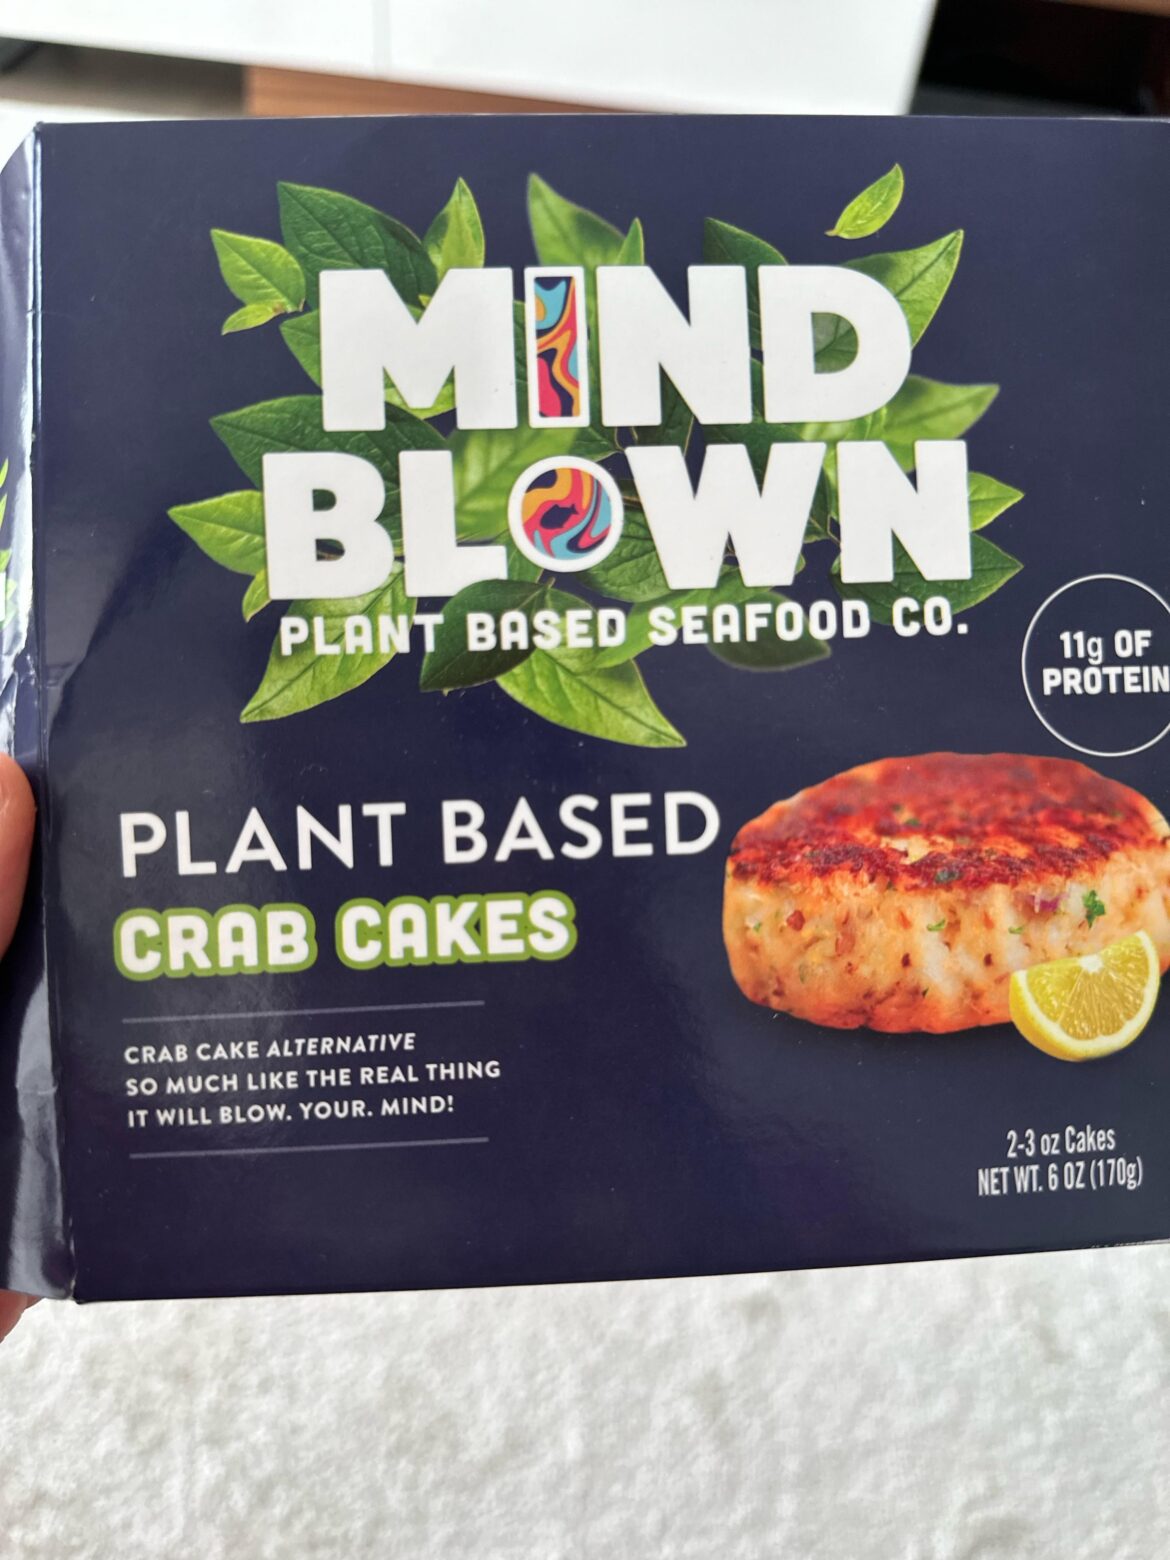 MIND
BLOWN
PLANT BASED SEAFOOD CO.
11g OF
PROTEIN
PLANT BASED
CRAB CAKES
CRAB CAKE ALTERNATIVE
SO MUCH LIKE THE REAL THING
IT WILL BLOW. YOUR. MIND!
2-3 oz Cakes
NET WT. 6 OZ (170g)